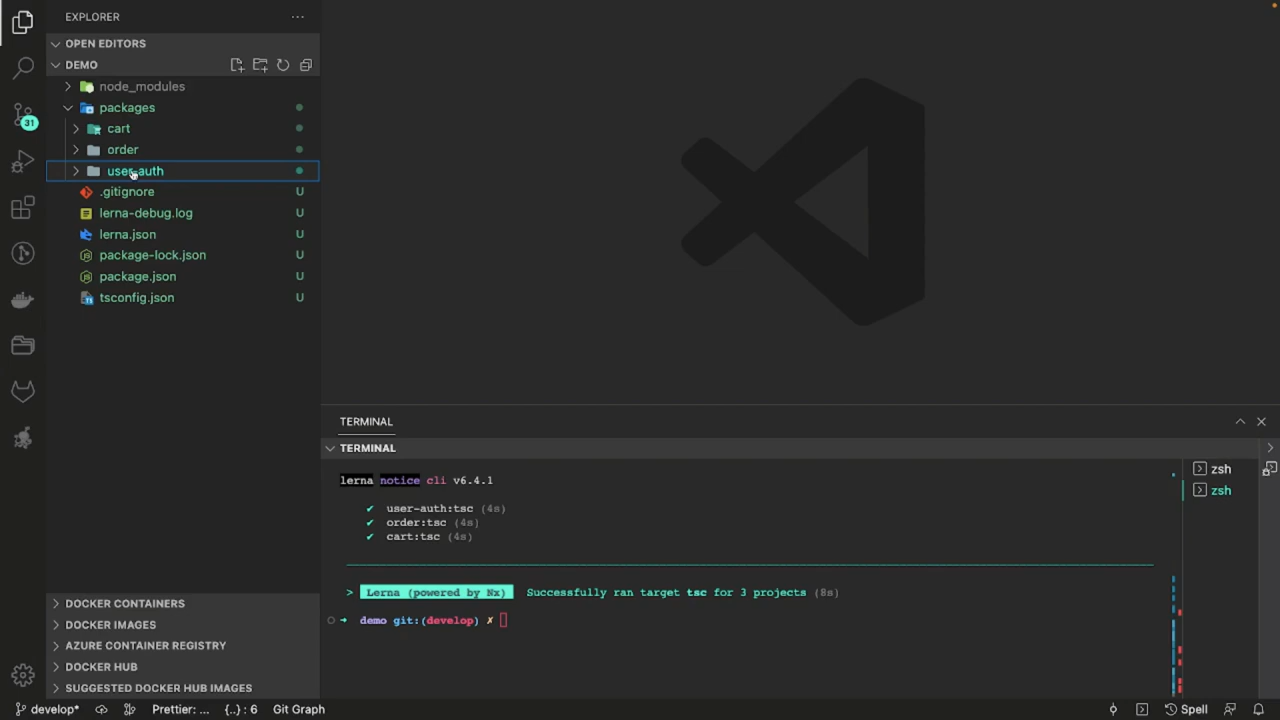 EXPLORER
OPEN EDITORS
DEMO
node_modules
packages
cart
order
user-auth
.gitignore U
lerna-debug.log U
lerna.json U
package-lock.json U
package.json U
tsconfig.json U
31
DOCKER CONTAINERS
DOCKER IMAGES
AZURE CONTAINER REGISTRY
DOCKER HUB
SUGGESTED DOCKER HUB IMAGES
TERMINAL
TERMINAL
lerna notice cli v6.4.1
✔ user-auth:tsc (4s)
✔ order:tsc (4s)
✔ cart:tsc (4s)
> Lerna (powered by Nx) Successfully ran target tsc for 3 projects (8s)
➜ demo git:(develop) ✗
zsh
zsh
develop* Prettier: ... {..} : 6 Git Graph Spell